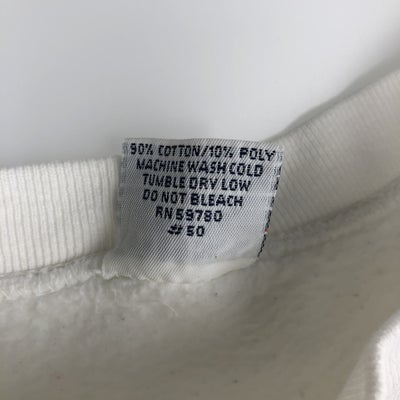 90% COTTON/10% POLY
MACHINE WASH COLD
TUMBLE DRY LOW
DO NOT BLEACH
RN 59780
# 50